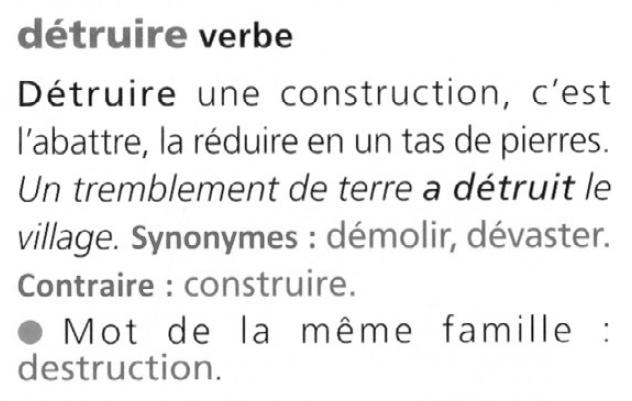 détruire verbe
Détruire une construction, c'est
l'abattre, la réduire en un tas de pierres.
Un tremblement de terre a détruit le
village. Synonymes : démolir, dévaster.
Contraire : construire.
● Mot de la même famille :
destruction.